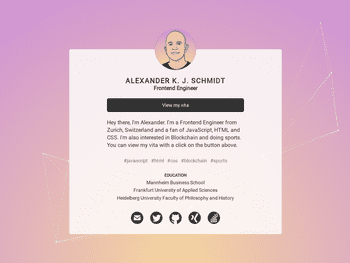 ALEXANDER K. J. SCHMIDT
Frontend Engineer
View my vita
Hey there, I'm Alexander. I'm a Frontend Engineer from
Zurich, Switzerland and a fan of JavaScript, HTML and
CSS. I'm also interested in Blockchain and doing sports.
You can view my vita with a click on the button above.
#javascript #html #css #blockchain #sports
EDUCATION
Mannheim Business School
Frankfurt University of Applied Sciences
Heidelberg University Faculty of Philosophy and History